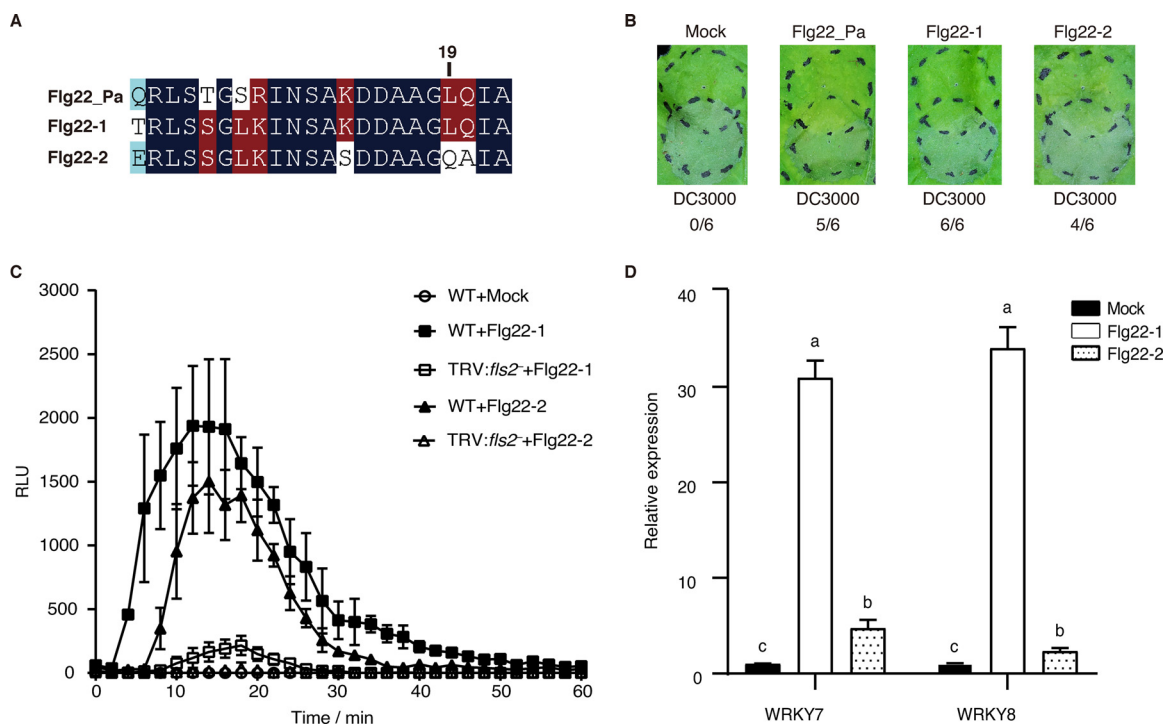 A
19
Flg22_Pa QRLSTGSRINSAKDDAAGLQIA
Flg22-1 TRLSSGLKINSAKDDAAGLQIA
Flg22-2 ERLSSGLKINSASDDAAGQAIA
B
Mock Flg22_Pa Flg22-1 Flg22-2
DC3000 DC3000 DC3000 DC3000
0/6 5/6 6/6 4/6
C
3000
2500
2000
1500
1000
500
0
RLU
0 10 20 30 40 50 60
Time / min
WT+Mock
WT+Flg22-1
TRV:fls2-+Flg22-1
WT+Flg22-2
TRV:fls2-+Flg22-2
D
40
30
20
10
0
Relative expression
Mock
Flg22-1
Flg22-2
c a b c a b
WRKY7 WRKY8